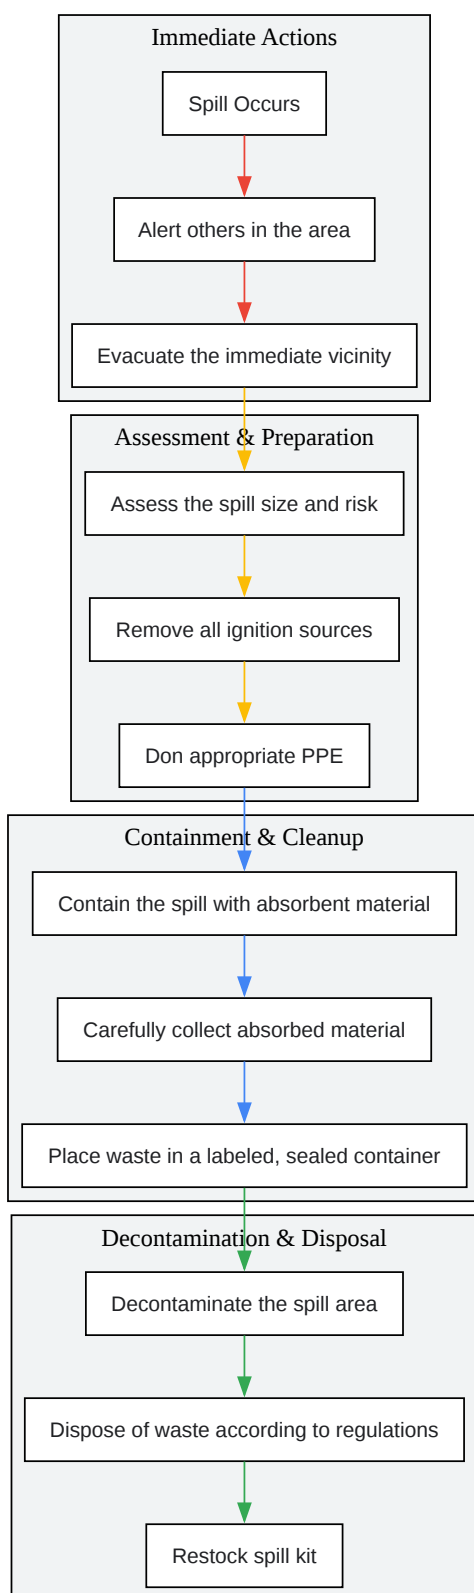 Immediate Actions
Spill Occurs
Alert others in the area
Evacuate the immediate vicinity
Assessment & Preparation
Assess the spill size and risk
Remove all ignition sources
Don appropriate PPE
Containment & Cleanup
Contain the spill with absorbent material
Carefully collect absorbed material
Place waste in a labeled, sealed container
Decontamination & Disposal
Decontaminate the spill area
Dispose of waste according to regulations
Restock spill kit